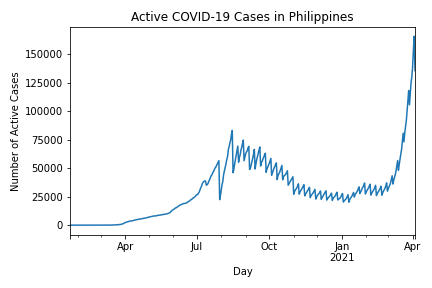 Active COVID-19 Cases in Philippines
Number of Active Cases
150000
125000
100000
75000
50000
25000
0
Apr
Jul
Oct
Jan
2021
Apr
Day